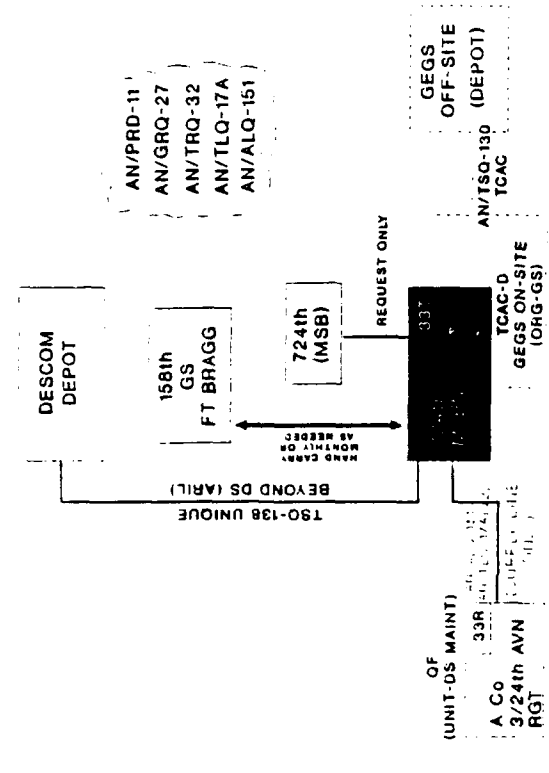 DESCOM
DEPOT
158th
GS
FT BRAGG
AN/PRD-11
AN/GRQ-27
AN/TRQ-32
AN/TLQ-17A
AN/ALQ-151
724th
(MSB)
REQUEST ONLY
HAND CARRY
MONTHLY OR
AS NEEDED
TSQ-138 UNIQUE
BEYOND DS (ARIL)
33T
QF
(UNIT-DS MAINT)
33R
A Co
3/24th AVN
RGT
TCAC-D
GEGS ON-SITE
(ORG-GS)
AN/TSQ-130
TCAC
GEGS
OFF-SITE
(DEPOT)